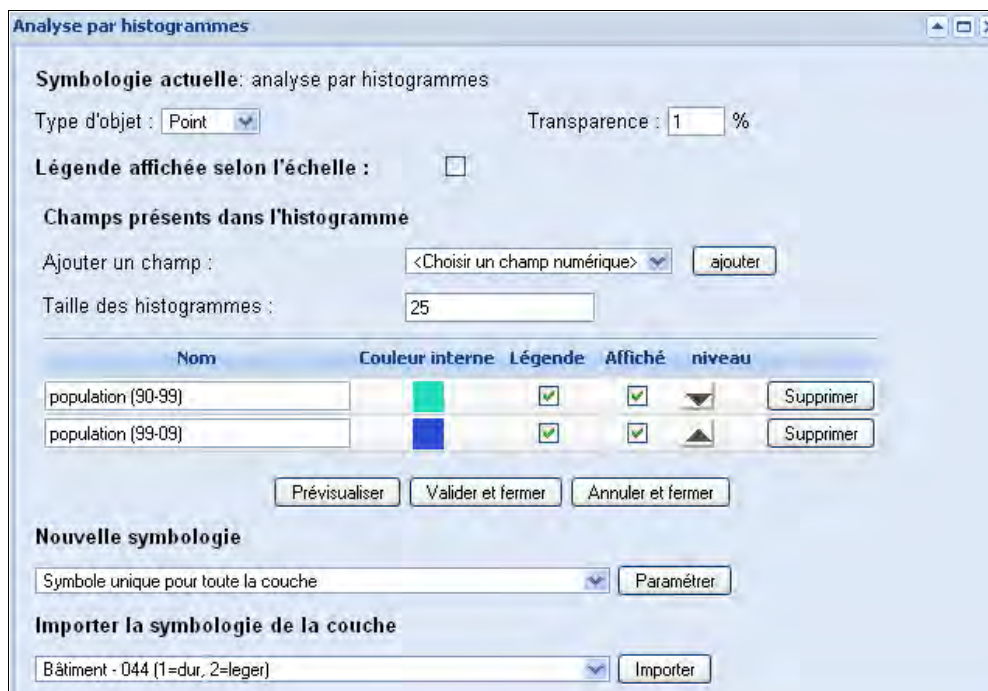 Analyse par histogrammes
Symbologie actuelle: analyse par histogrammes
Type d'objet : Point Transparence : 1 %
Légende affichée selon l'échelle :
Champs présents dans l'histogramme
Ajouter un champ : <Choisir un champ numérique> ajouter
Taille des histogrammes : 25
Nom Couleur interne Légende Affiché niveau
population (90-99) Supprimer
population (99-09) Supprimer
Prévisualiser Valider et fermer Annuler et fermer
Nouvelle symbologie
Symbole unique pour toute la couche Paramétrer
Importer la symbologie de la couche
Bâtiment - 044 (1=dur, 2=leger) Importer